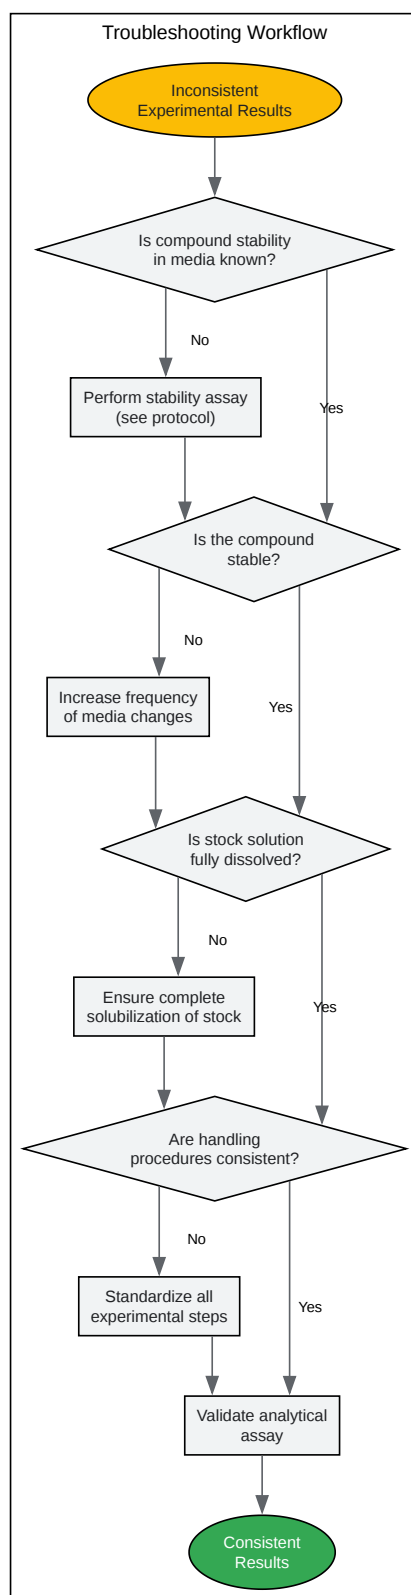 Troubleshooting Workflow
Inconsistent
Experimental Results
Is compound stability
in media known?
No
Perform stability assay
(see protocol)
Yes
Is the compound
stable?
No
Increase frequency
of media changes
Yes
Is stock solution
fully dissolved?
No
Ensure complete
solubilization of stock
Yes
Are handling
procedures consistent?
No
Standardize all
experimental steps
Yes
Validate analytical
assay
Consistent
Results